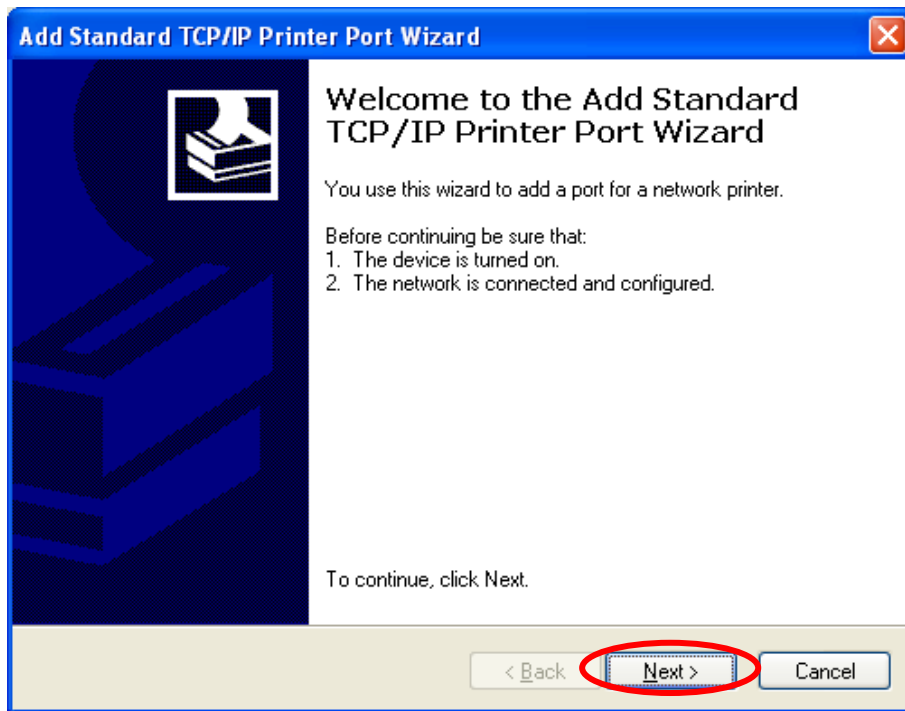 Add Standard TCP/IP Printer Port Wizard
Welcome to the Add Standard
TCP/IP Printer Port Wizard
You use this wizard to add a port for a network printer.
Before continuing be sure that:
1. The device is turned on.
2. The network is connected and configured.
To continue, click Next.
< Back
Next >
Cancel